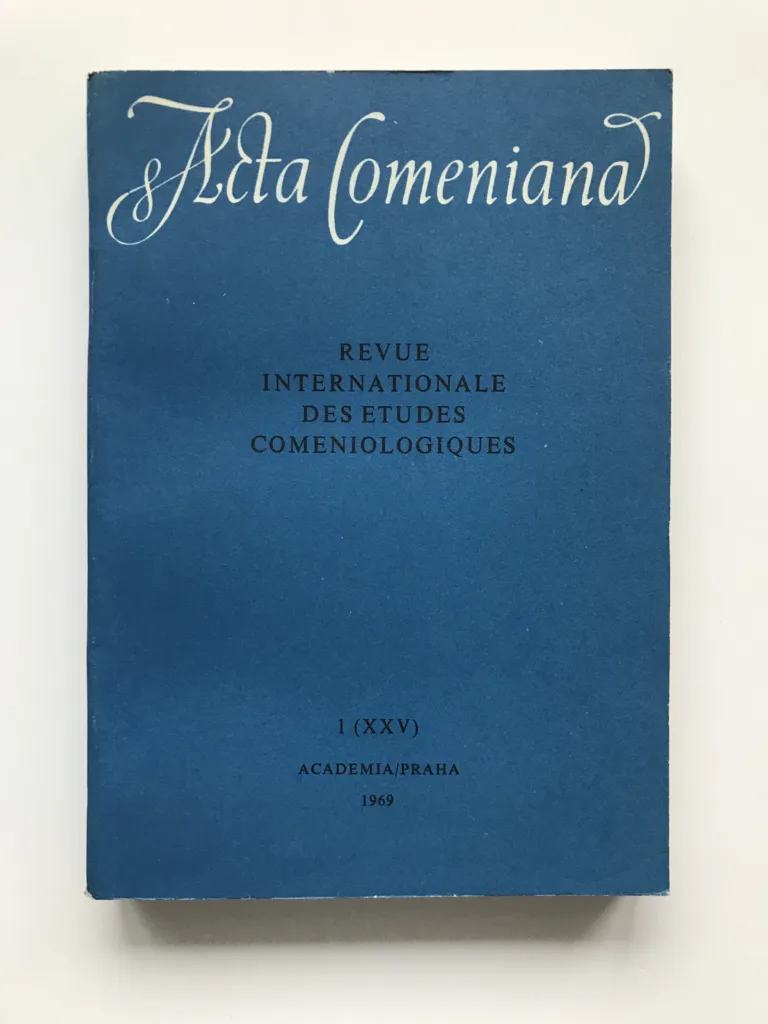 Acta Comeniana
REVUE
INTERNATIONALE
DES ETUDES
COMENIOLOGIQUES
1 (XXV)
ACADEMIA/PRAHA
1969